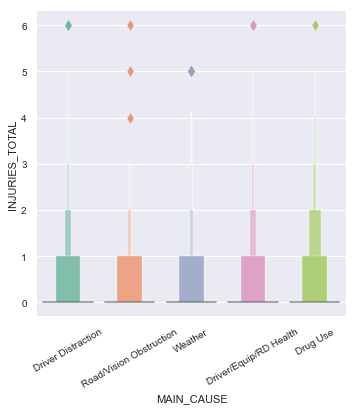 6
5
4
3
2
1
0
INJURIES_TOTAL
Driver Distraction
Road/Vision Obstruction
Weather
Driver/Equip/RD Health
Drug Use
MAIN_CAUSE